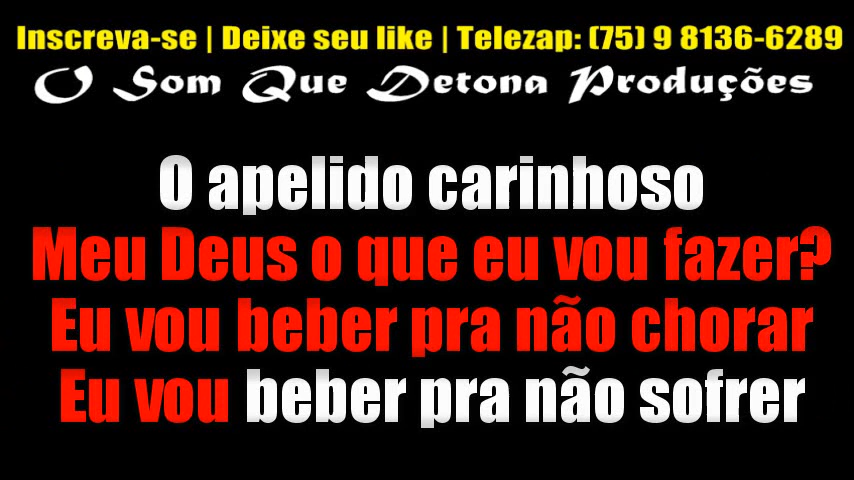 Inscreva-se | Deixe seu like | Telezap: (75) 9 8136-6289
O Som Que Detona Produções
O apelido carinhoso
Meu Deus o que eu vou fazer?
Eu vou beber pra não chorar
Eu vou beber pra não sofrer